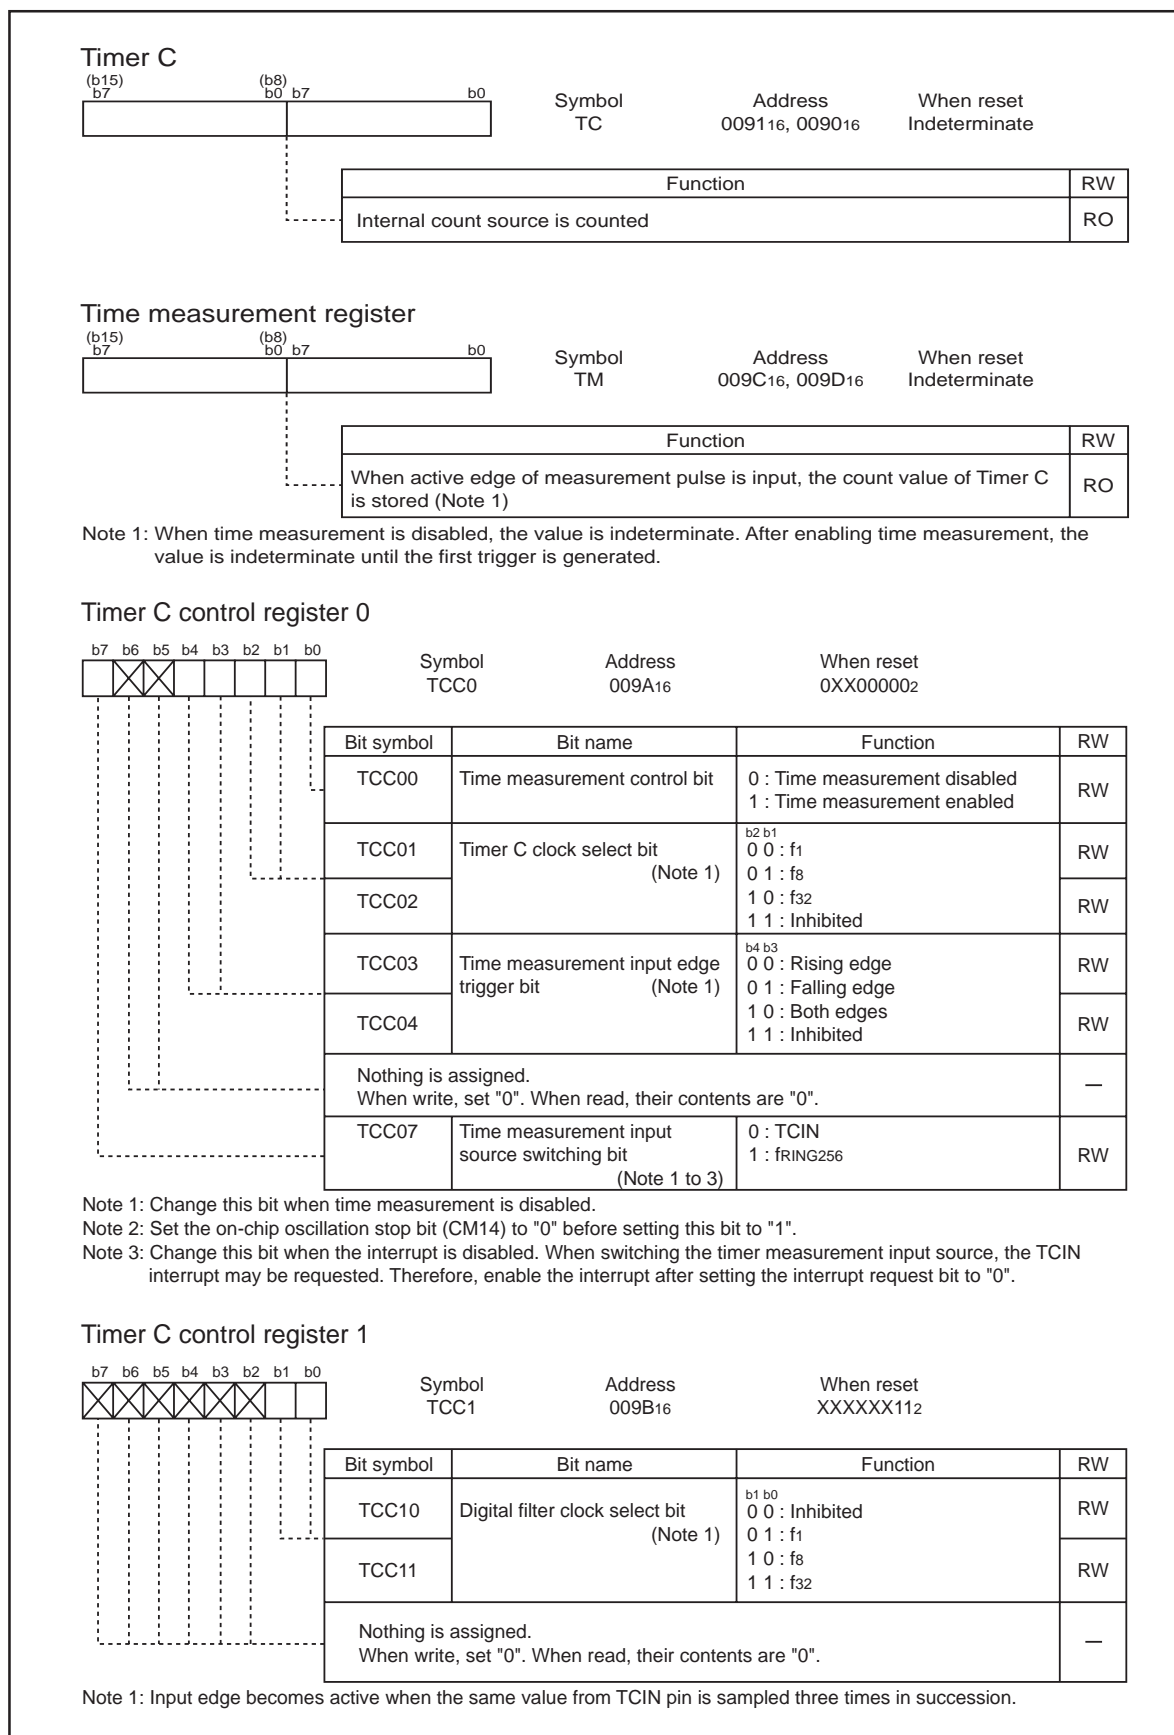 Timer C
(b15) (b8)
b7 b0 b7 b0
Symbol Address When reset
TC 009116, 009016 Indeterminate
Function RW
Internal count source is counted RO
Time measurement register
(b15) (b8)
b7 b0 b7 b0
Symbol Address When reset
TM 009C16, 009D16 Indeterminate
Function RW
When active edge of measurement pulse is input, the count value of Timer C
is stored (Note 1) RO
Note 1: When time measurement is disabled, the value is indeterminate. After enabling time measurement, the
value is indeterminate until the first trigger is generated.
Timer C control register 0
b7 b6 b5 b4 b3 b2 b1 b0
Symbol Address When reset
TCC0 009A16 0XX000002
Bit symbol Bit name Function RW
TCC00 Time measurement control bit 0 : Time measurement disabled
1 : Time measurement enabled RW
b2 b1
TCC01 Timer C clock select bit 0 0 : f1 RW
(Note 1) 0 1 : f8
TCC02 1 0 : f32 RW
1 1 : Inhibited
b4 b3
TCC03 Time measurement input edge 0 0 : Rising edge RW
trigger bit (Note 1) 0 1 : Falling edge
TCC04 1 0 : Both edges RW
1 1 : Inhibited
Nothing is assigned.
When write, set "0". When read, their contents are "0". —
TCC07 Time measurement input 0 : TCIN
source switching bit 1 : fRING256 RW
(Note 1 to 3)
Note 1: Change this bit when time measurement is disabled.
Note 2: Set the on-chip oscillation stop bit (CM14) to "0" before setting this bit to "1".
Note 3: Change this bit when the interrupt is disabled. When switching the timer measurement input source, the TCIN
interrupt may be requested. Therefore, enable the interrupt after setting the interrupt request bit to "0".
Timer C control register 1
b7 b6 b5 b4 b3 b2 b1 b0
Symbol Address When reset
TCC1 009B16 XXXXXX112
Bit symbol Bit name Function RW
b1 b0
TCC10 Digital filter clock select bit 0 0 : Inhibited RW
(Note 1) 0 1 : f1
TCC11 1 0 : f8 RW
1 1 : f32
Nothing is assigned.
When write, set "0". When read, their contents are "0". —
Note 1: Input edge becomes active when the same value from TCIN pin is sampled three times in succession.